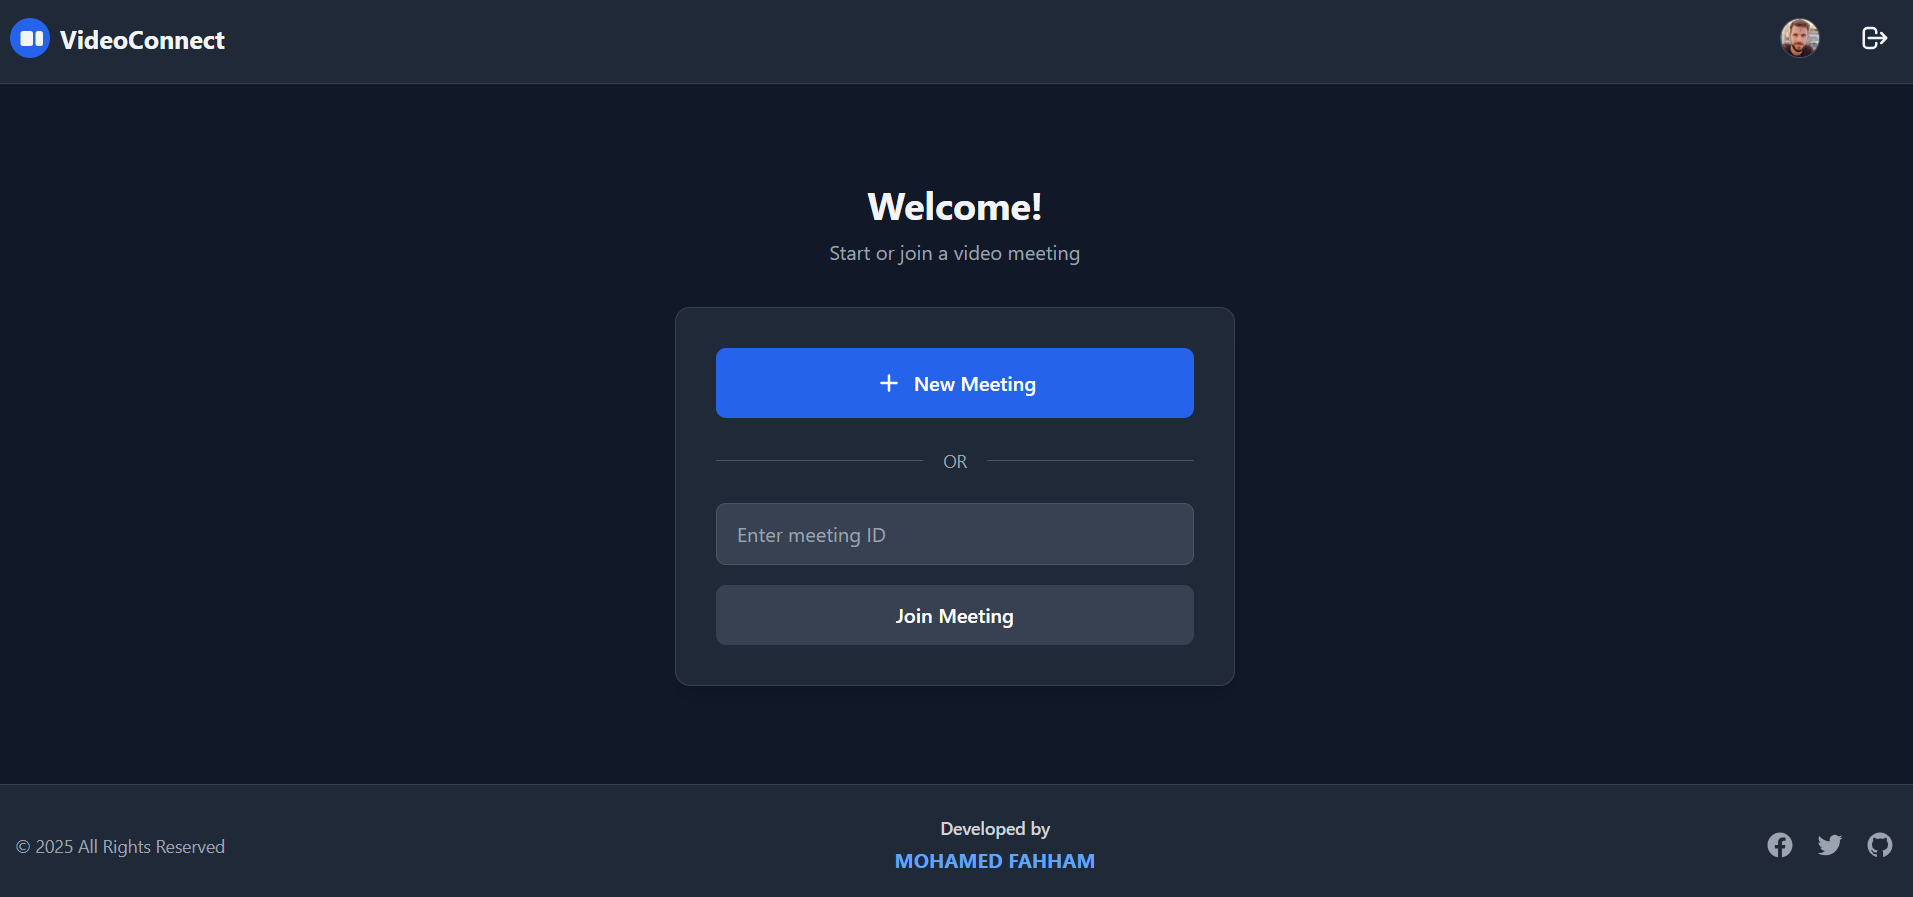 VideoConnect
Welcome!
Start or join a video meeting
New Meeting
OR
Enter meeting ID
Join Meeting
© 2025 All Rights Reserved
Developed by
MOHAMED FAHHAM